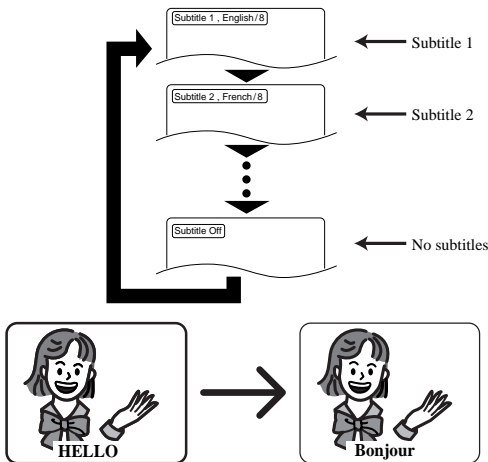 Subtitle 1 , English/8
Subtitle 1
Subtitle 2 , French/8
Subtitle 2
Subtitle Off
No subtitles
HELLO
Bonjour